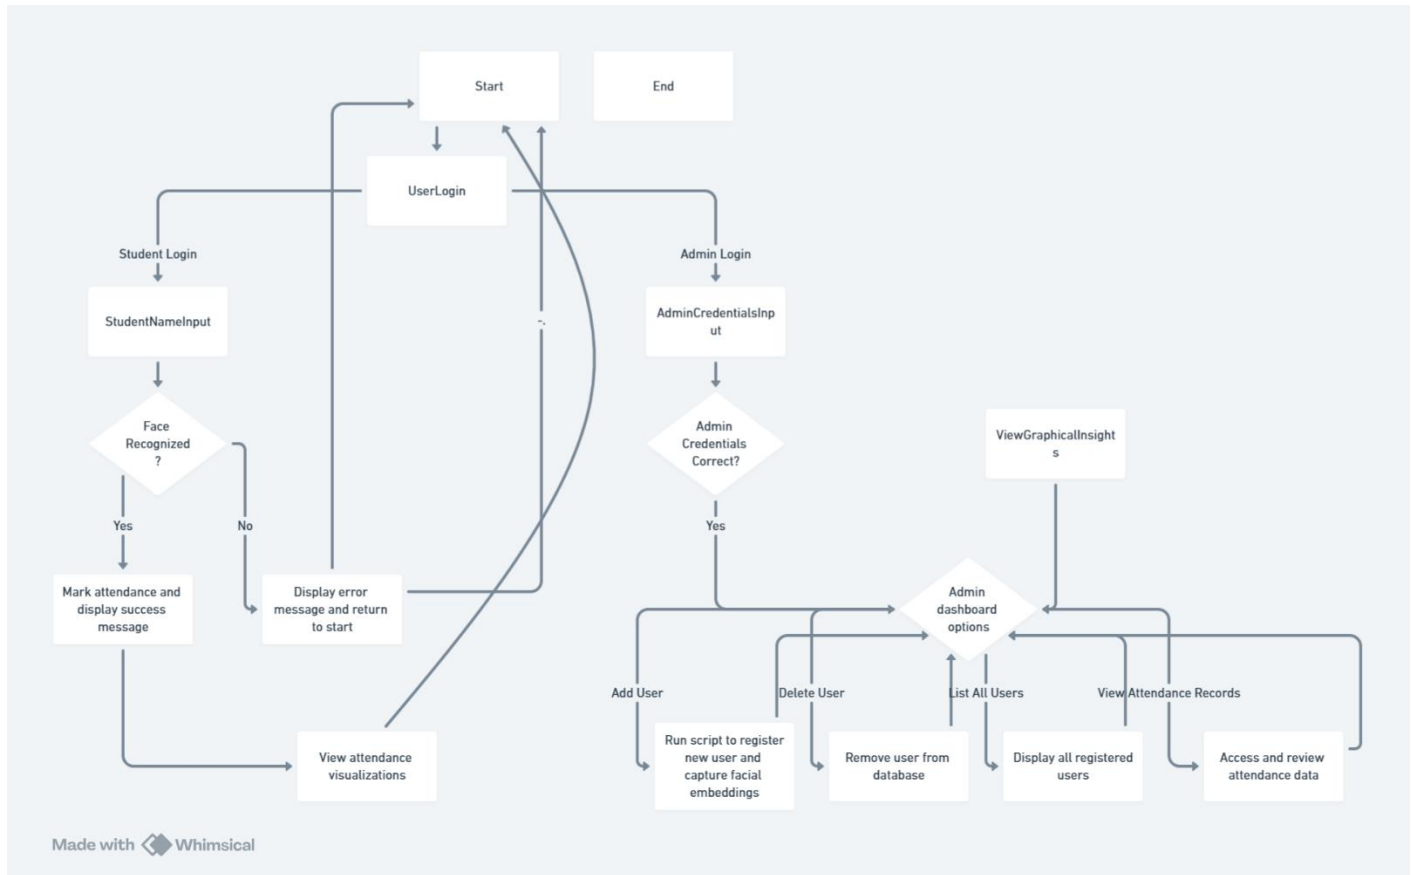 Start
End
UserLogin
Student Login
Admin Login
StudentNameInput
AdminCredentialsInp
ut
Face
Recognized
?
Admin
Credentials
Correct?
ViewGraphicalInsight
s
Yes
No
Yes
Mark attendance and
display success
message
Display error
message and return
to start
Admin
dashboard
options
Add User
Delete User
List All Users
View Attendance Records
View attendance
visualizations
Run script to register
new user and
capture facial
embeddings
Remove user from
database
Display all registered
users
Access and review
attendance data
Made with Whimsical